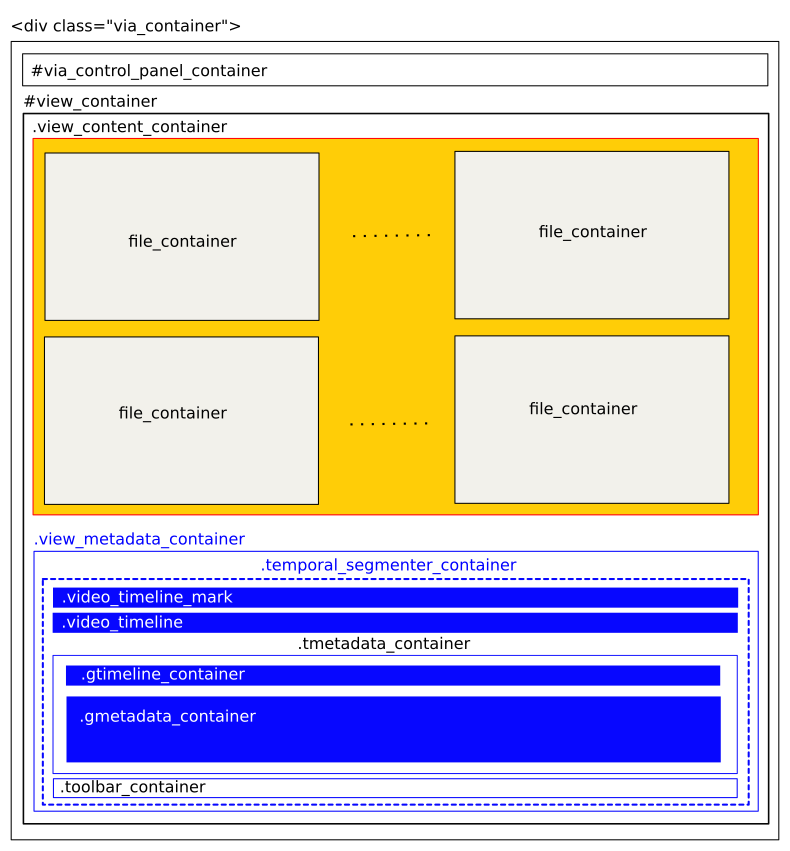 <div class="via_container">
#via_control_panel_container
#view_container
.view_content_container
file_container
........
file_container
file_container
........
file_container
.view_metadata_container
.temporal_segmenter_container
.video_timeline_mark
.video_timeline
.tmetadata_container
.gtimeline_container
.gmetadata_container
.toolbar_container